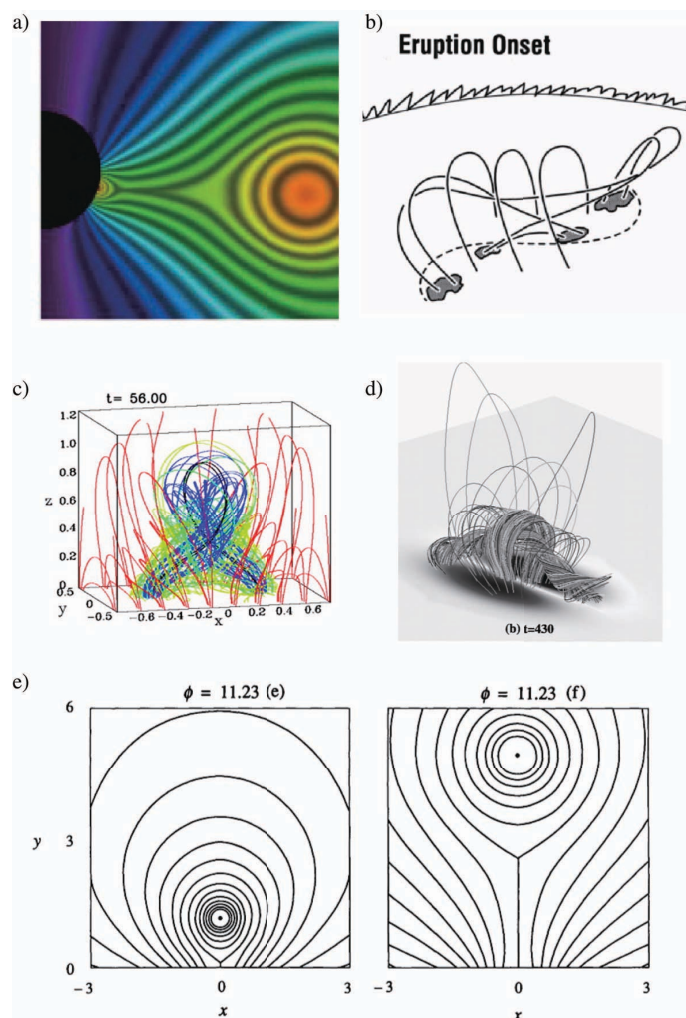 a)
b)
Eruption Onset
c)
t= 56.00
1.2
1.0
0.8
z 0.6
0.4
0.2
0
0.5
y 0
-0.5
-0.6 -0.4 -0.2 0 0.2 0.4 0.6
x
d)
(b) t=430
e)
ϕ = 11.23 (e)
ϕ = 11.23 (f)
6
y 3
0
-3 0 3
x
-3 0 3
x